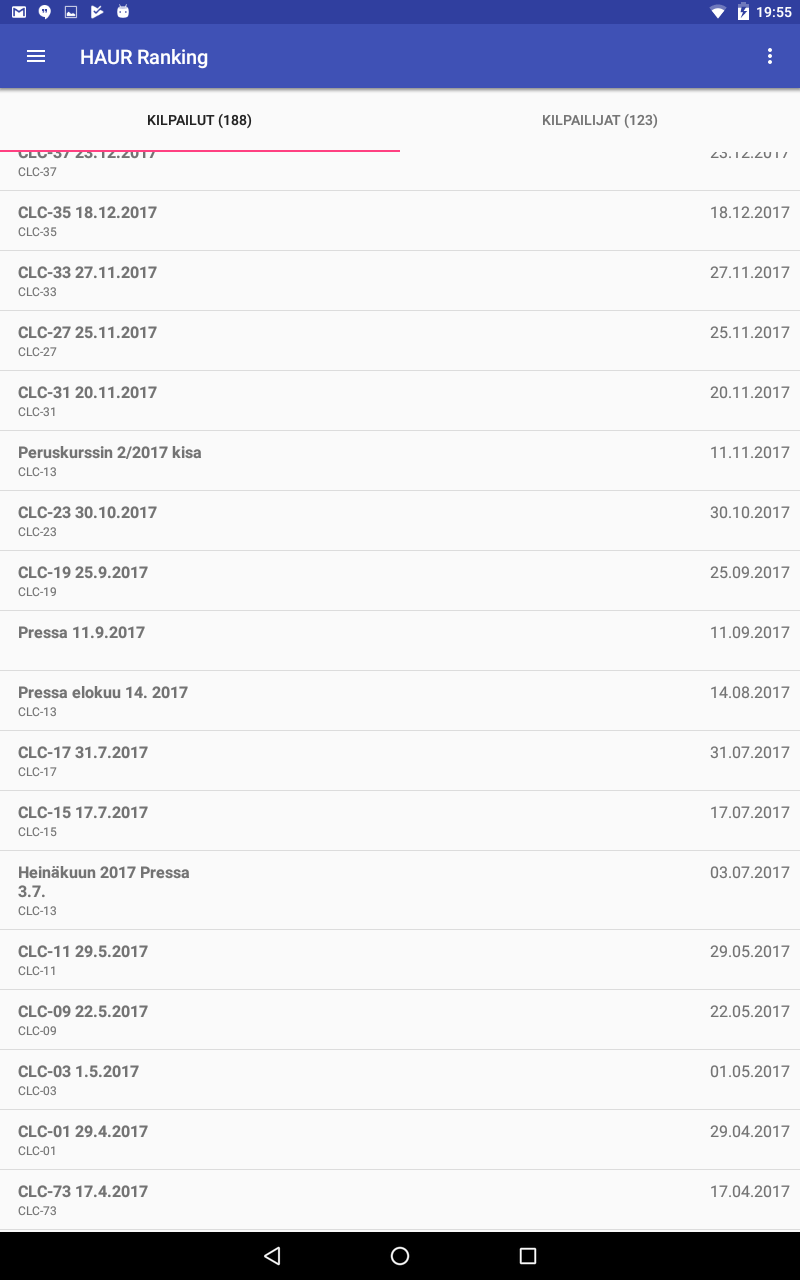 19:55
HAUR Ranking
KILPAILUT (188) KILPAILIJAT (123)
CLC-37 23.12.2017 23.12.2017
CLC-37
CLC-35 18.12.2017 18.12.2017
CLC-35
CLC-33 27.11.2017 27.11.2017
CLC-33
CLC-27 25.11.2017 25.11.2017
CLC-27
CLC-31 20.11.2017 20.11.2017
CLC-31
Peruskurssin 2/2017 kisa 11.11.2017
CLC-13
CLC-23 30.10.2017 30.10.2017
CLC-23
CLC-19 25.9.2017 25.09.2017
CLC-19
Pressa 11.9.2017 11.09.2017
Pressa elokuu 14. 2017 14.08.2017
CLC-13
CLC-17 31.7.2017 31.07.2017
CLC-17
CLC-15 17.7.2017 17.07.2017
CLC-15
Heinäkuun 2017 Pressa 03.07.2017
3.7.
CLC-13
CLC-11 29.5.2017 29.05.2017
CLC-11
CLC-09 22.5.2017 22.05.2017
CLC-09
CLC-03 1.5.2017 01.05.2017
CLC-03
CLC-01 29.4.2017 29.04.2017
CLC-01
CLC-73 17.4.2017 17.04.2017
CLC-73